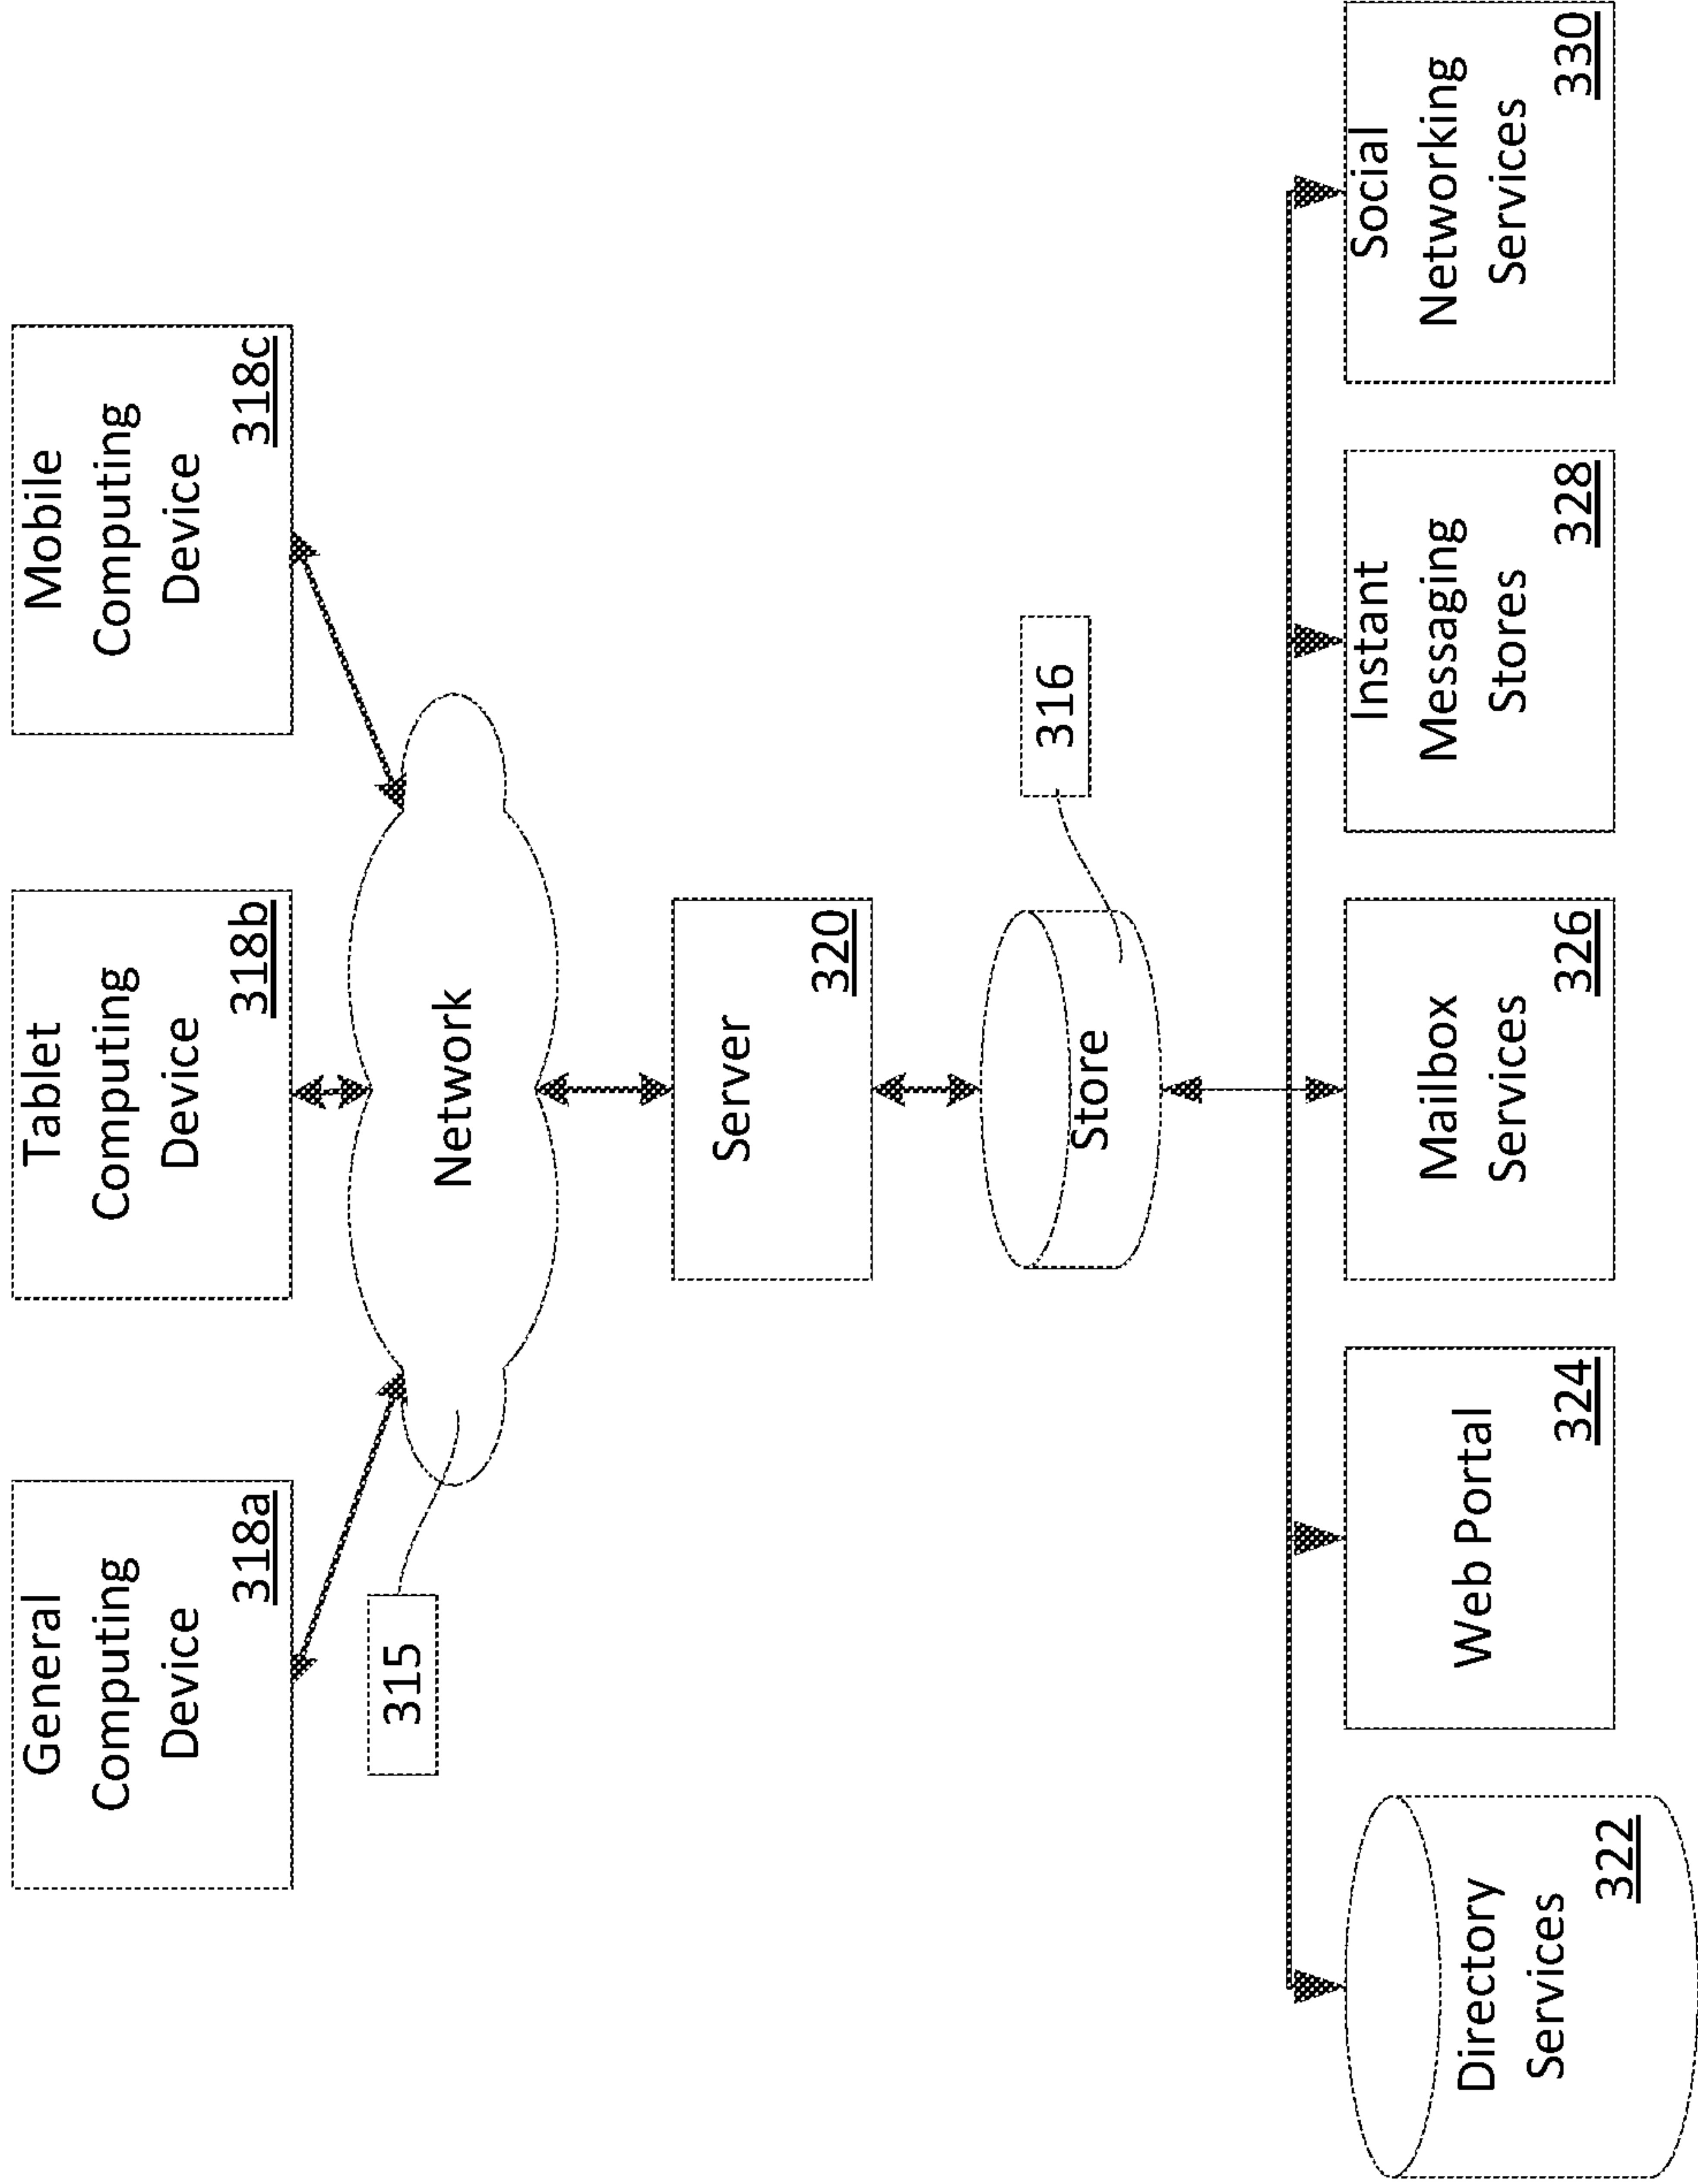 General
Computing
Device
318a
Tablet
Computing
Device
318b
Mobile
Computing
Device
318c
315
Network
Server
320
Store
316
Directory
Services
322
Web Portal
324
Mailbox
Services
326
Instant
Messaging
Stores
328
Social
Networking
Services
330